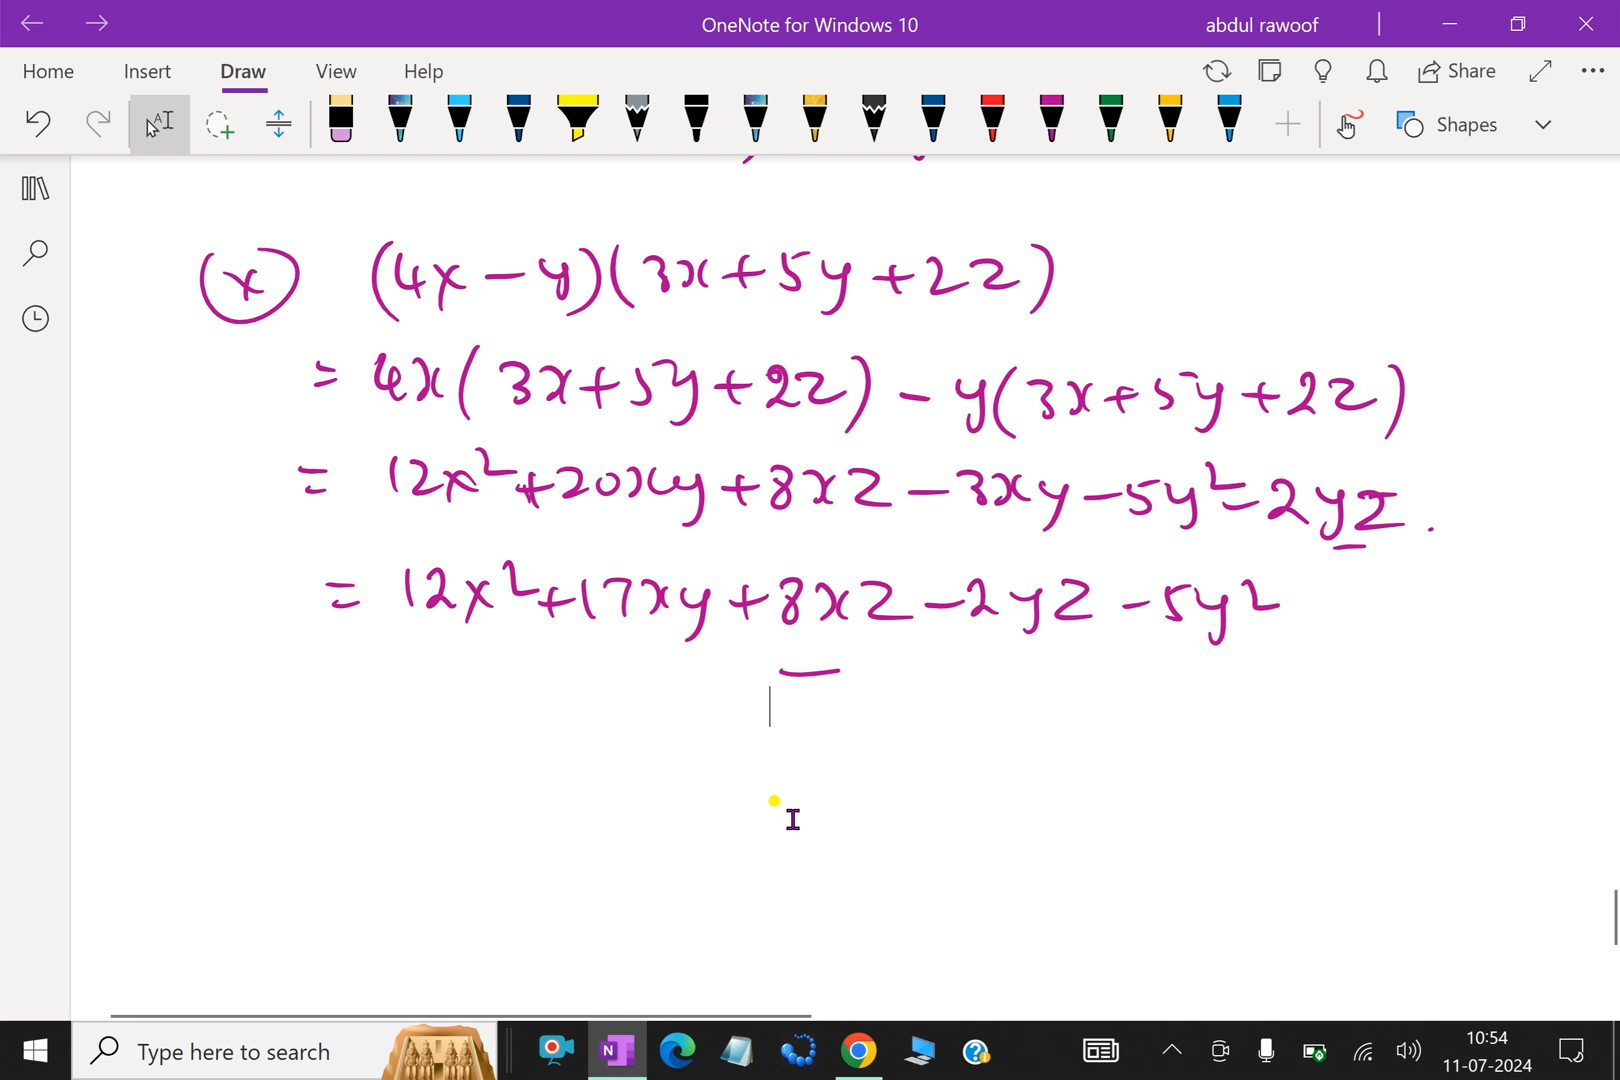 OneNote for Windows 10
abdul rawoof
Home Insert Draw View Help
Share
Shapes
(x) (4x - y)(3x + 5y + 2z)
= 4x(3x + 5y + 2z) - y(3x + 5y + 2z)
= 12x² + 20xy + 8xz - 3xy - 5y² - 2yz.
= 12x² + 17xy + 8xz - 2yz - 5y²
Type here to search
10:54
11-07-2024